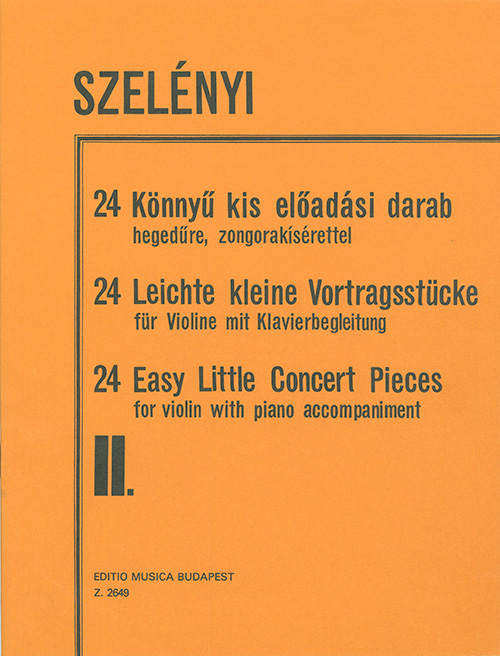 SZELÉNYI
24 Könnyű kis előadási darab
hegedűre, zongorakísérettel
24 Leichte kleine Vortragsstücke
für Violine mit Klavierbegleitung
24 Easy Little Concert Pieces
for violin with piano accompaniment
II.
EDITIO MUSICA BUDAPEST
Z. 2649